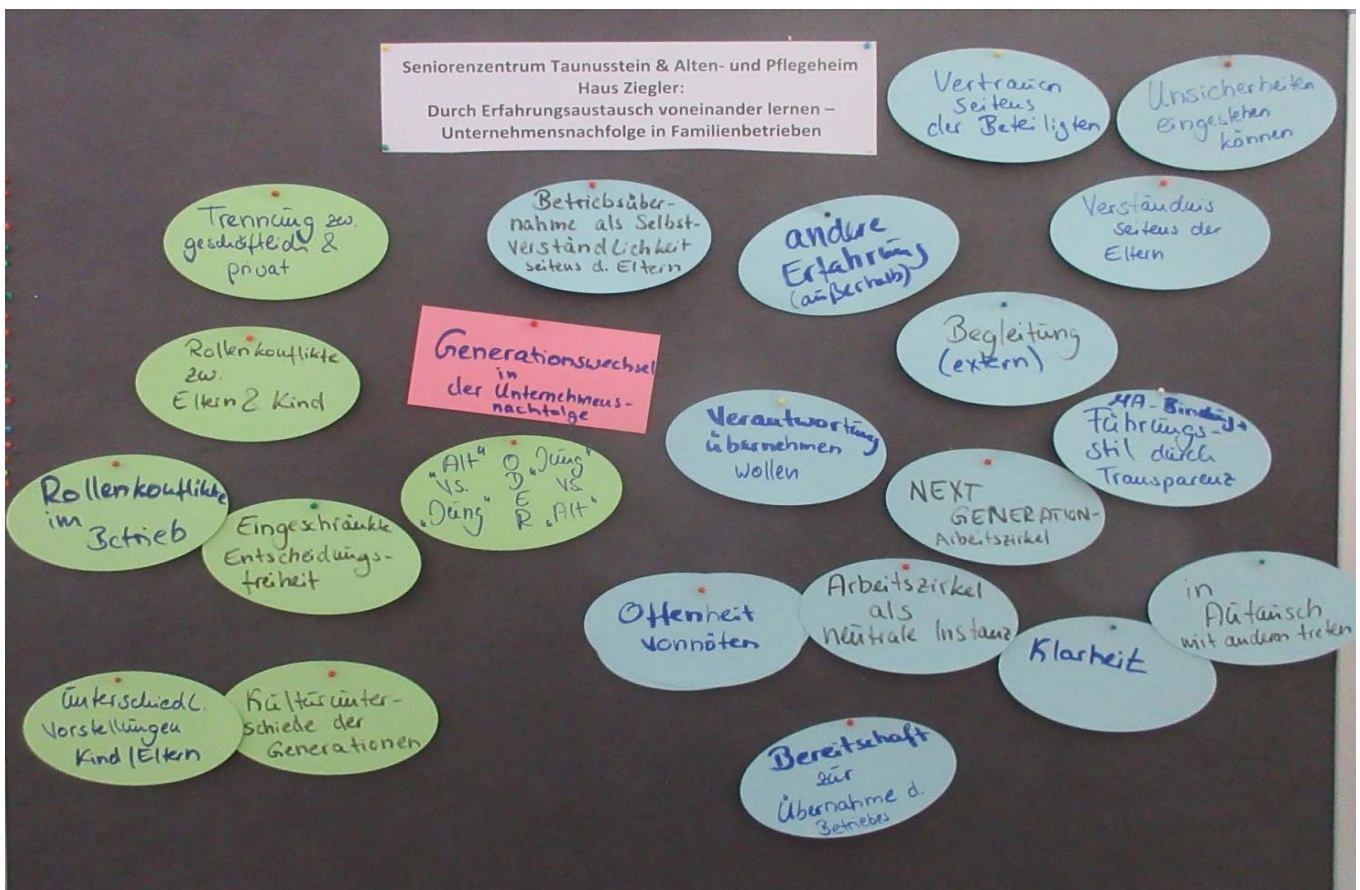 Seniorenzentrum Taunusstein & Alten- und Pflegeheim
Haus Ziegler:
Durch Erfahrungsaustausch voneinander lernen –
Unternehmensnachfolge in Familienbetrieben
Vertrauen
seitens
der Beteiligten
Unsicherheiten
eingestehen
können
Trennung zw.
geschäftlich &
privat
Betriebsüber-
nahme als Selbst-
verständlichkeit
seitens d. Eltern
andere
Erfahrung
(außerhalb)
Verständnis
seitens der
Eltern
Rollenkonflikte
zw.
Eltern & Kind
Generationswechsel
in
der Unternehmens-
nachfolge
Begleitung
(extern)
Verantwortung
übernehmen
wollen
MA-Bindung +
Führungs-
stil durch
Transparenz
Rollenkonflikte
im
Betrieb
Eingeschränkte
Entscheidungs-
freiheit
„Alt" O „Jung"
vs. D vs.
„Jung" E „Alt"
R
NEXT
GENERATION-
Arbeitszirkel
Offenheit
vonnöten
Arbeitszirkel
als
neutrale Instanz
Klarheit
in
Autausch
mit andern treten
Unterschiedl.
Vorstellungen
Kind/Eltern
Kulturunter-
schiede der
Generationen
Bereitschaft
zur
Übernahme d.
Betriebes